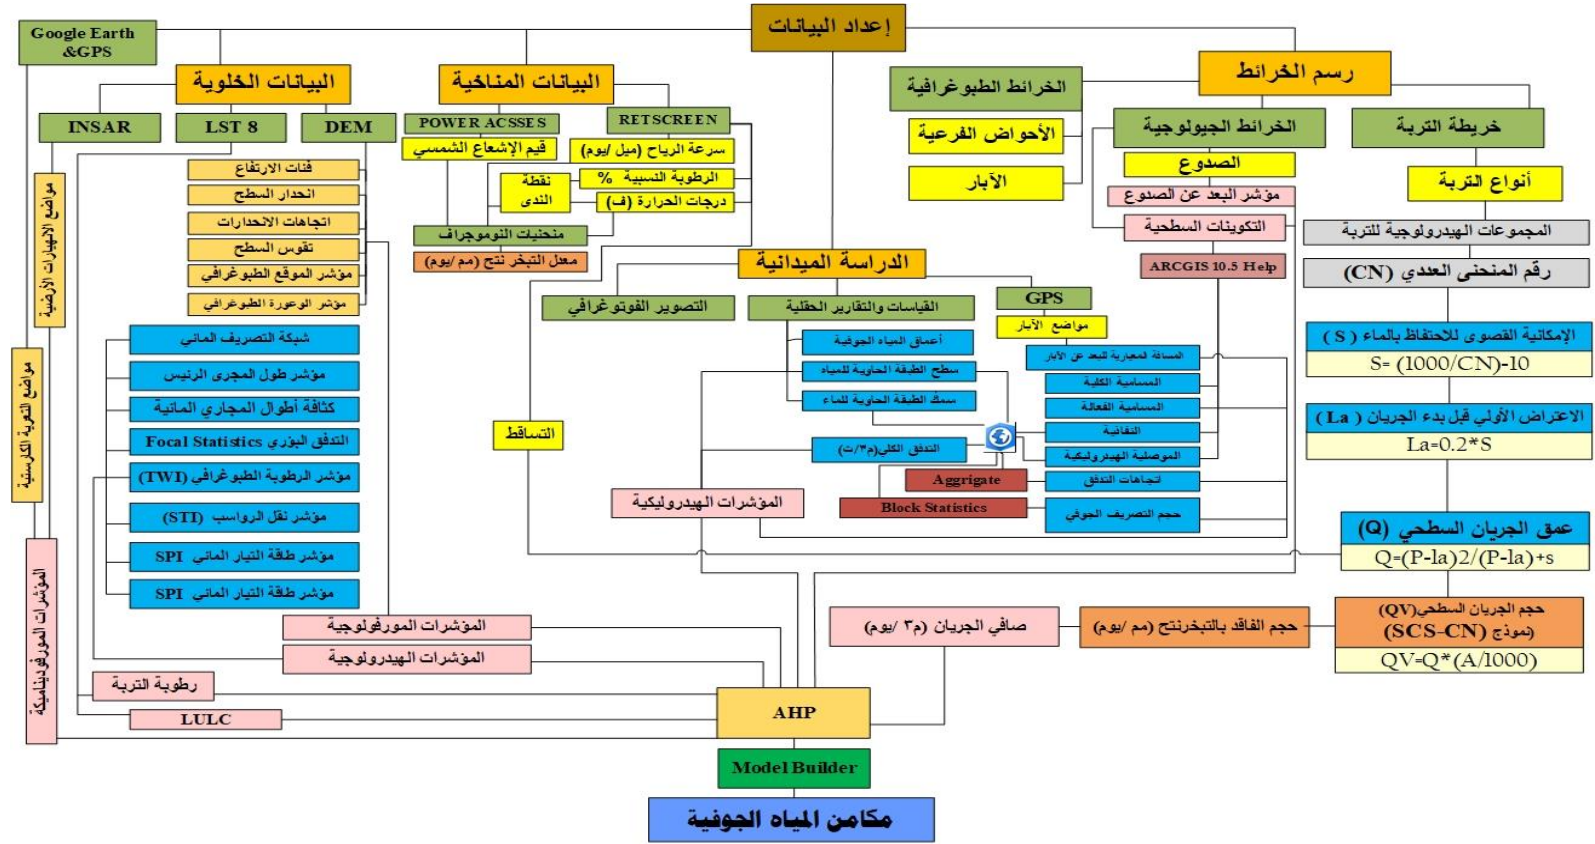 إعداد البيانات
Google Earth
&GPS
البيانات الخلوية
البيانات المناخية
رسم الخرائط
INSAR
LST 8
DEM
POWER ACSSES
RETSCREEN
الخرائط الطبوغرافية
الخرائط الجيولوجية
خريطة التربة
قيم الإشعاع الشمسي
سرعة الرياح (ميل /يوم)
الرطوبة النسبية %
نقطة
الندى
درجات الحرارة (ف)
منحنيات النوموجراف
معدل التبخر نتح (مم /يوم)
الأحواض الفرعية
الآبار
الصدوع
مؤشر البعد عن الصدوع
التكوينات السطحية
ARCGIS 10.5 Help
أنواع التربة
المجموعات الهيدرولوجية للتربة
رقم المنحنى العددي (CN)
الإمكانية القصوى للاحتفاظ بالماء ( S )
S= (1000/CN)-10
الاعتراض الأولي قبل بدء الجريان ( La )
La=0.2*S
عمق الجريان السطحي (Q)
Q=(P-la)2/(P-la)+s
حجم الجريان السطحي(QV)
(نموذج (SCS-CN
QV=Q*(A/1000)
حجم الفاقد بالتبخرنتح (مم /يوم)
صافي الجريان (م٣ /يوم)
مواضع الانهيارات الأرضية
مواضع التعرية الكارستية
المؤشرات المورفوديناميكة
فئات الارتفاع
انحدار السطح
اتجاهات الانحدارات
تقوس السطح
مؤشر الموقع الطبوغرافي
مؤشر الوعورة الطبوغرافي
شبكة التصريف المائي
مؤشر طول المجرى الرئيس
كثافة أطوال المجاري المائية
التدفق البؤري Focal Statistics
مؤشر الرطوبة الطبوغرافي (TWI)
مؤشر نقل الرواسب (STI)
مؤشر طاقة التيار المائي SPI
مؤشر طاقة التيار المائي SPI
الدراسة الميدانية
التصوير الفوتوغرافي
القياسات والتقارير الحقلية
GPS
مواضع الآبار
أعماق المياه الجوفية
سطح الطبقة الحاوية للمياه
سمك الطبقة الحاوية للماء
التدفق الكلي(م٣/ث)
المسافة المعيارية للبعد عن الآبار
المسامية الكلية
المسامية الفعالة
النفاذية
الموصلية الهيدروليكية
اتجاهات التدفق
حجم التصريف الجوفي
Aggrigate
Block Statistics
التساقط
المؤشرات الهيدروليكية
المؤشرات المورفولوجية
المؤشرات الهيدرولوجية
رطوبة التربة
LULC
AHP
Model Builder
مكامن المياه الجوفية